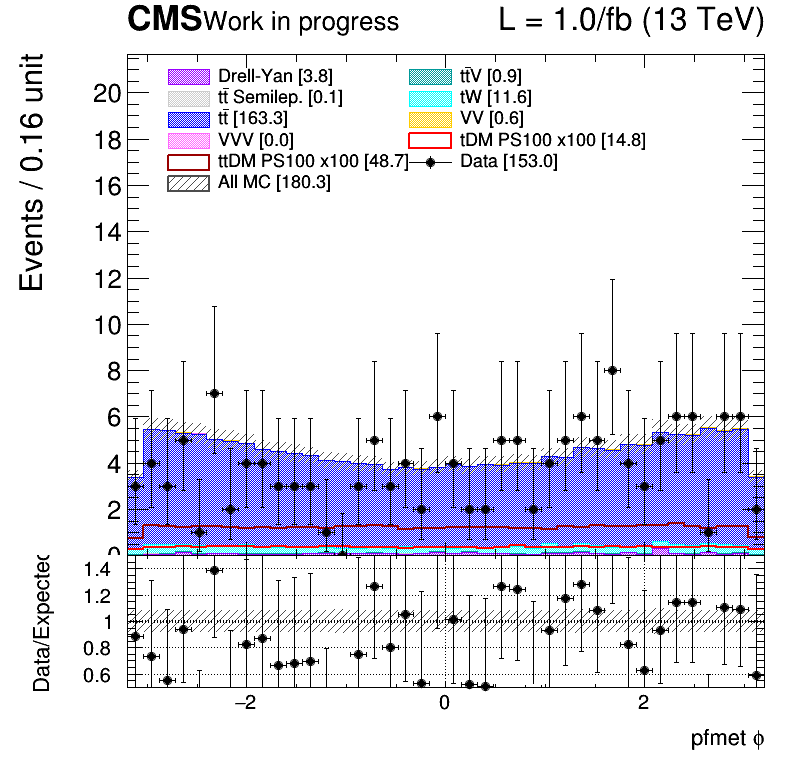 CMS Work in progress L = 1.0/fb (13 TeV)
Events / 0.16 unit
Drell-Yan [3.8] tt̄V [0.9]
tt̄ Semilep. [0.1] tW [11.6]
tt̄ [163.3] VV [0.6]
VVV [0.0] tDM PS100 x100 [14.8]
ttDM PS100 x100 [48.7] Data [153.0]
All MC [180.3]
20
18
16
14
12
10
8
6
4
2
0
Data/Expected
1.4
1.2
1
0.8
0.6
−2 0 2
pfmet ϕ